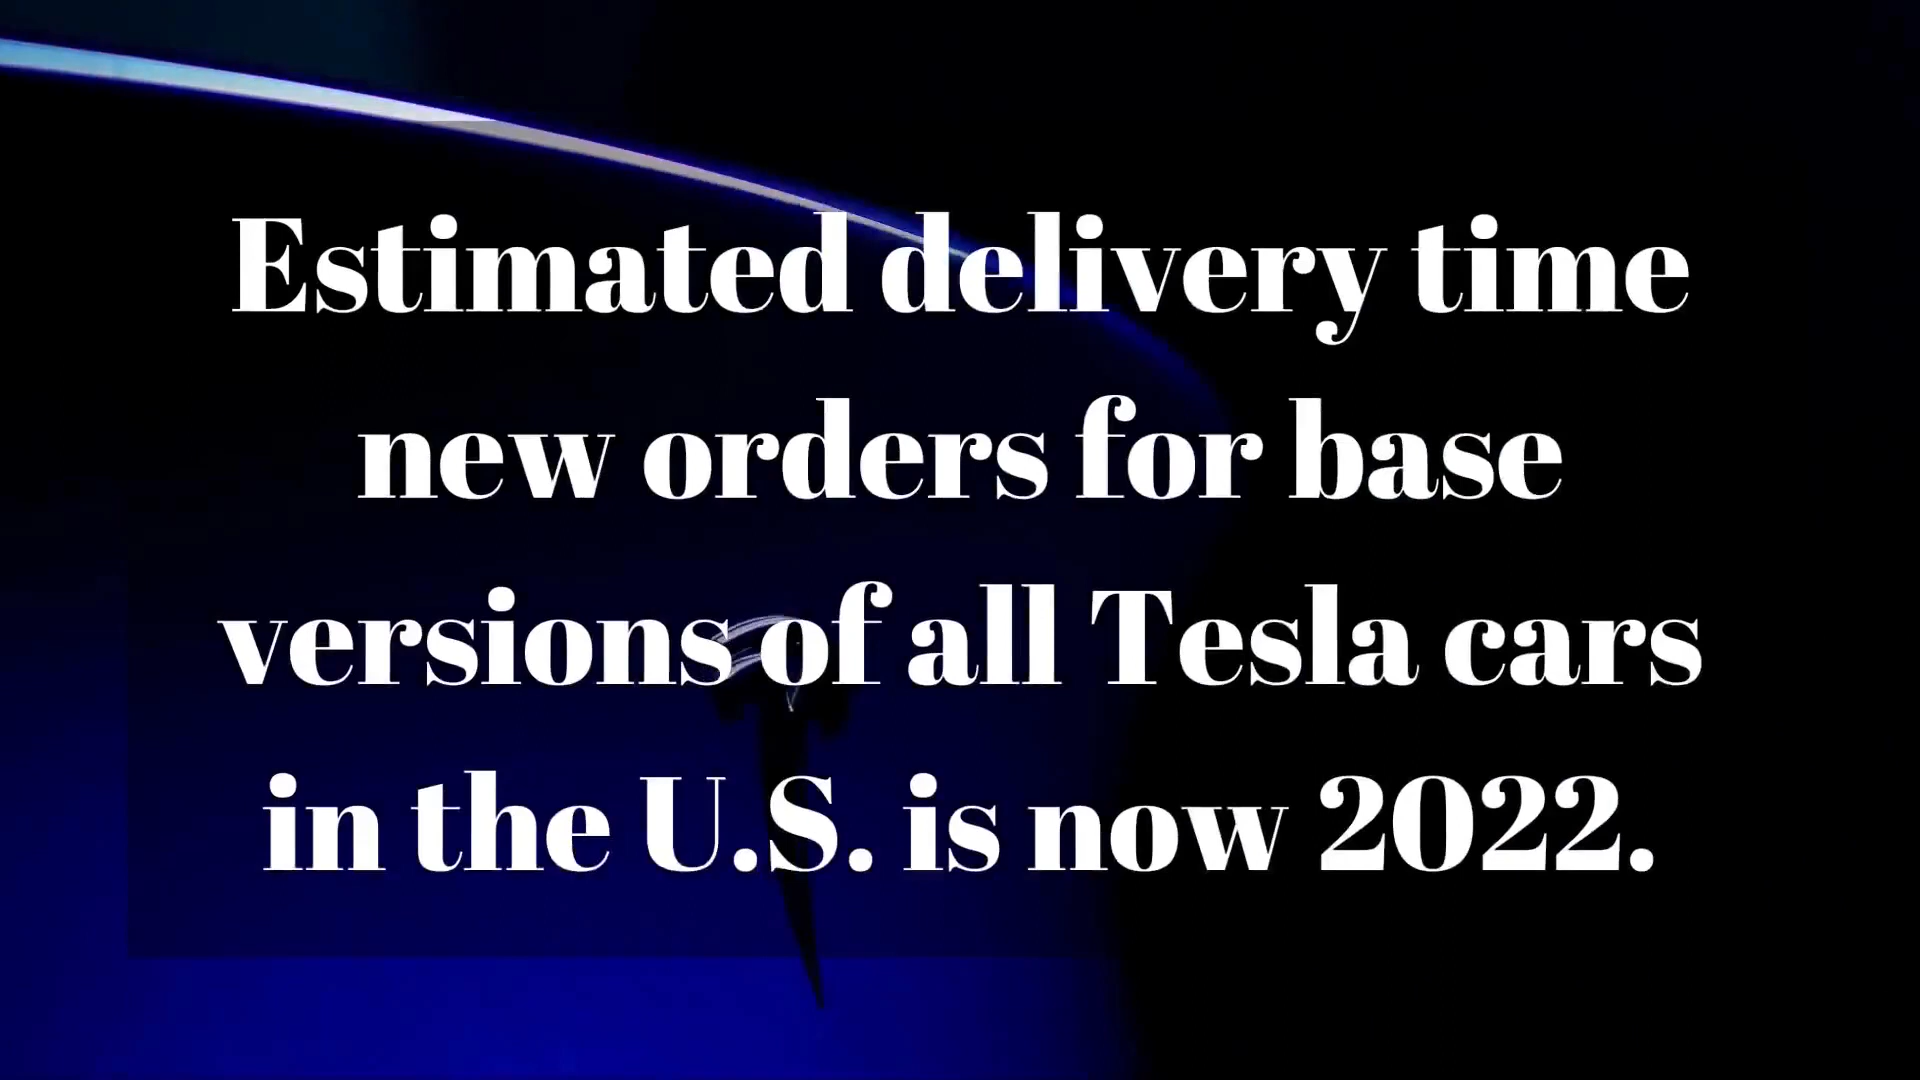 Estimated delivery time
new orders for base
versions of all Tesla cars
in the U.S. is now 2022.